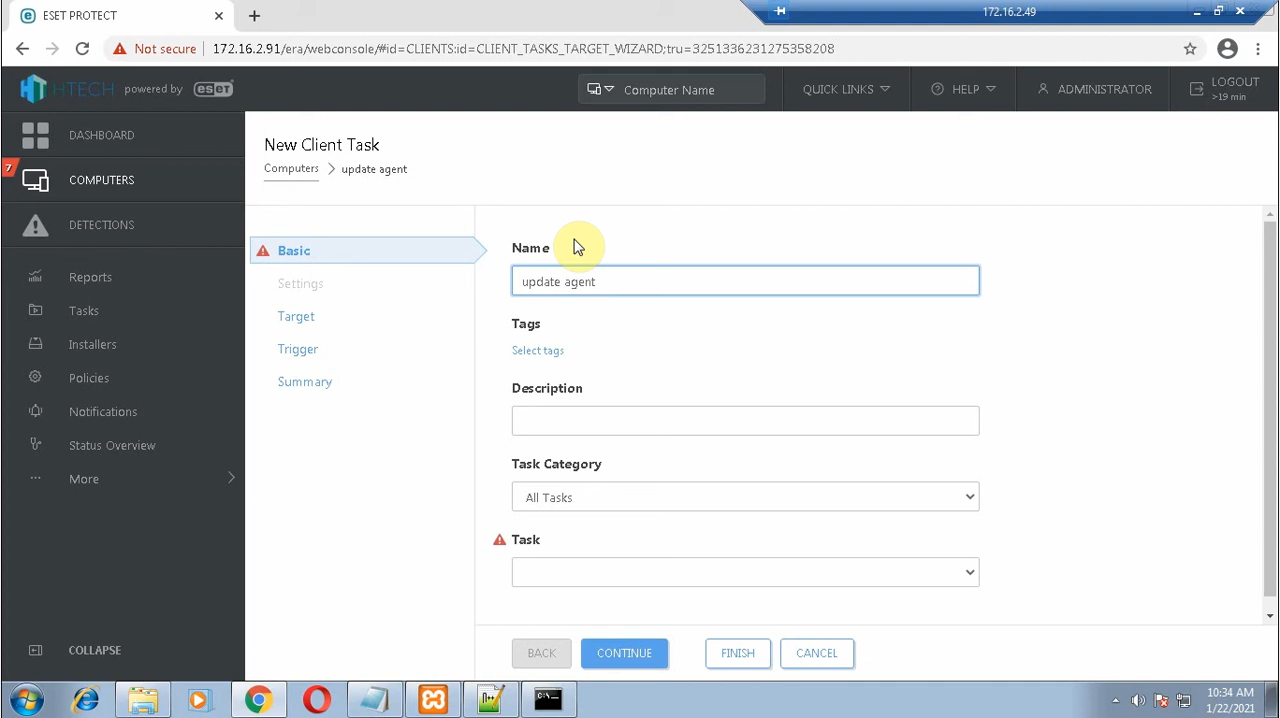 ESET PROTECT
172.16.2.49
Not secure
172.16.2.91/era/webconsole/#id=CLIENTS:id=CLIENT_TASKS_TARGET_WIZARD;tru=3251336231275358208
HTECH powered by eset
Computer Name
QUICK LINKS
HELP
ADMINISTRATOR
LOGOUT
>19 min
DASHBOARD
7
COMPUTERS
DETECTIONS
Reports
Tasks
Installers
Policies
Notifications
Status Overview
More
COLLAPSE
New Client Task
Computers > update agent
Basic
Settings
Target
Trigger
Summary
Name
update agent
Tags
Select tags
Description
Task Category
All Tasks
Task
BACK
CONTINUE
FINISH
CANCEL
10:34 AM
1/22/2021